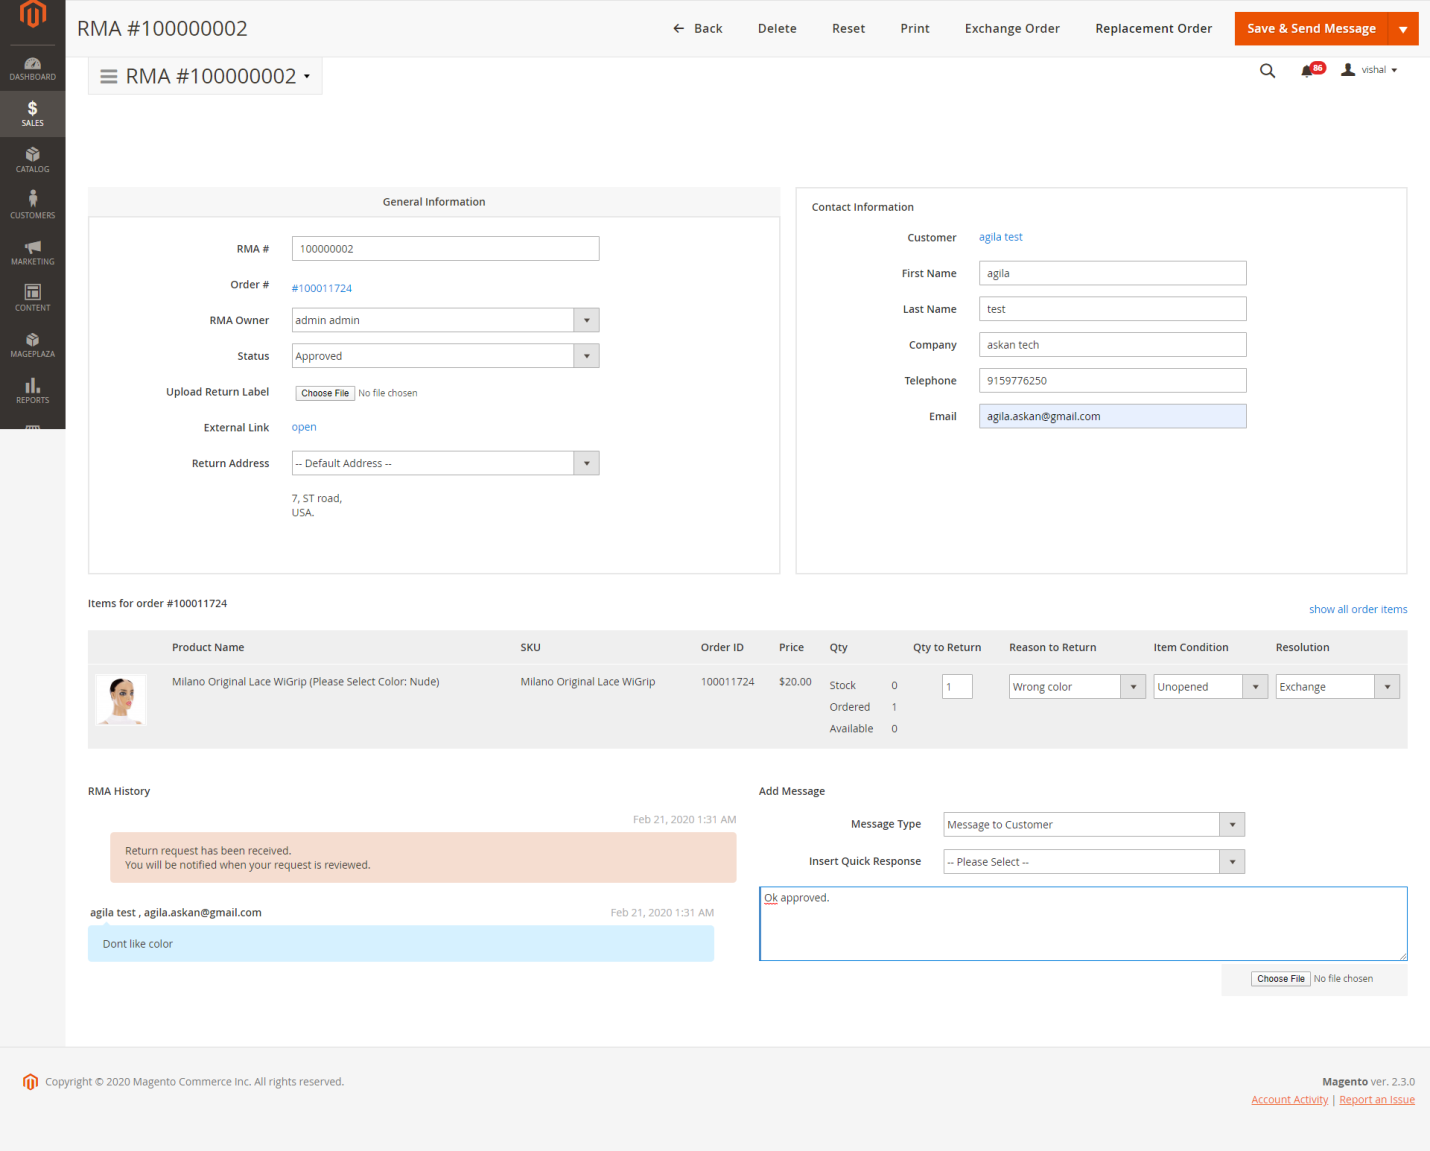 RMA #100000002
Back Delete Reset Print Exchange Order Replacement Order Save & Send Message
RMA #100000002
86 vishal
DASHBOARD
$
SALES
CATALOG
CUSTOMERS
MARKETING
CONTENT
MAGEPLAZA
REPORTS
General Information
RMA # 100000002
Order # #100011724
RMA Owner admin admin
Status Approved
Upload Return Label Choose File No file chosen
External Link open
Return Address -- Default Address --
7, ST road,
USA.
Contact Information
Customer agila test
First Name agila
Last Name test
Company askan tech
Telephone 9159776250
Email agila.askan@gmail.com
Items for order #100011724
show all order items
Product Name SKU Order ID Price Qty Qty to Return Reason to Return Item Condition Resolution
Milano Original Lace WiGrip (Please Select Color: Nude) Milano Original Lace WiGrip 100011724 $20.00 Stock 0 1 Wrong color Unopened Exchange
Ordered 1
Available 0
RMA History
Feb 21, 2020 1:31 AM
Return request has been received.
You will be notified when your request is reviewed.
agila test , agila.askan@gmail.com Feb 21, 2020 1:31 AM
Dont like color
Add Message
Message Type Message to Customer
Insert Quick Response -- Please Select --
Ok approved.
Choose File No file chosen
Copyright © 2020 Magento Commerce Inc. All rights reserved.
Magento ver. 2.3.0
Account Activity | Report an Issue